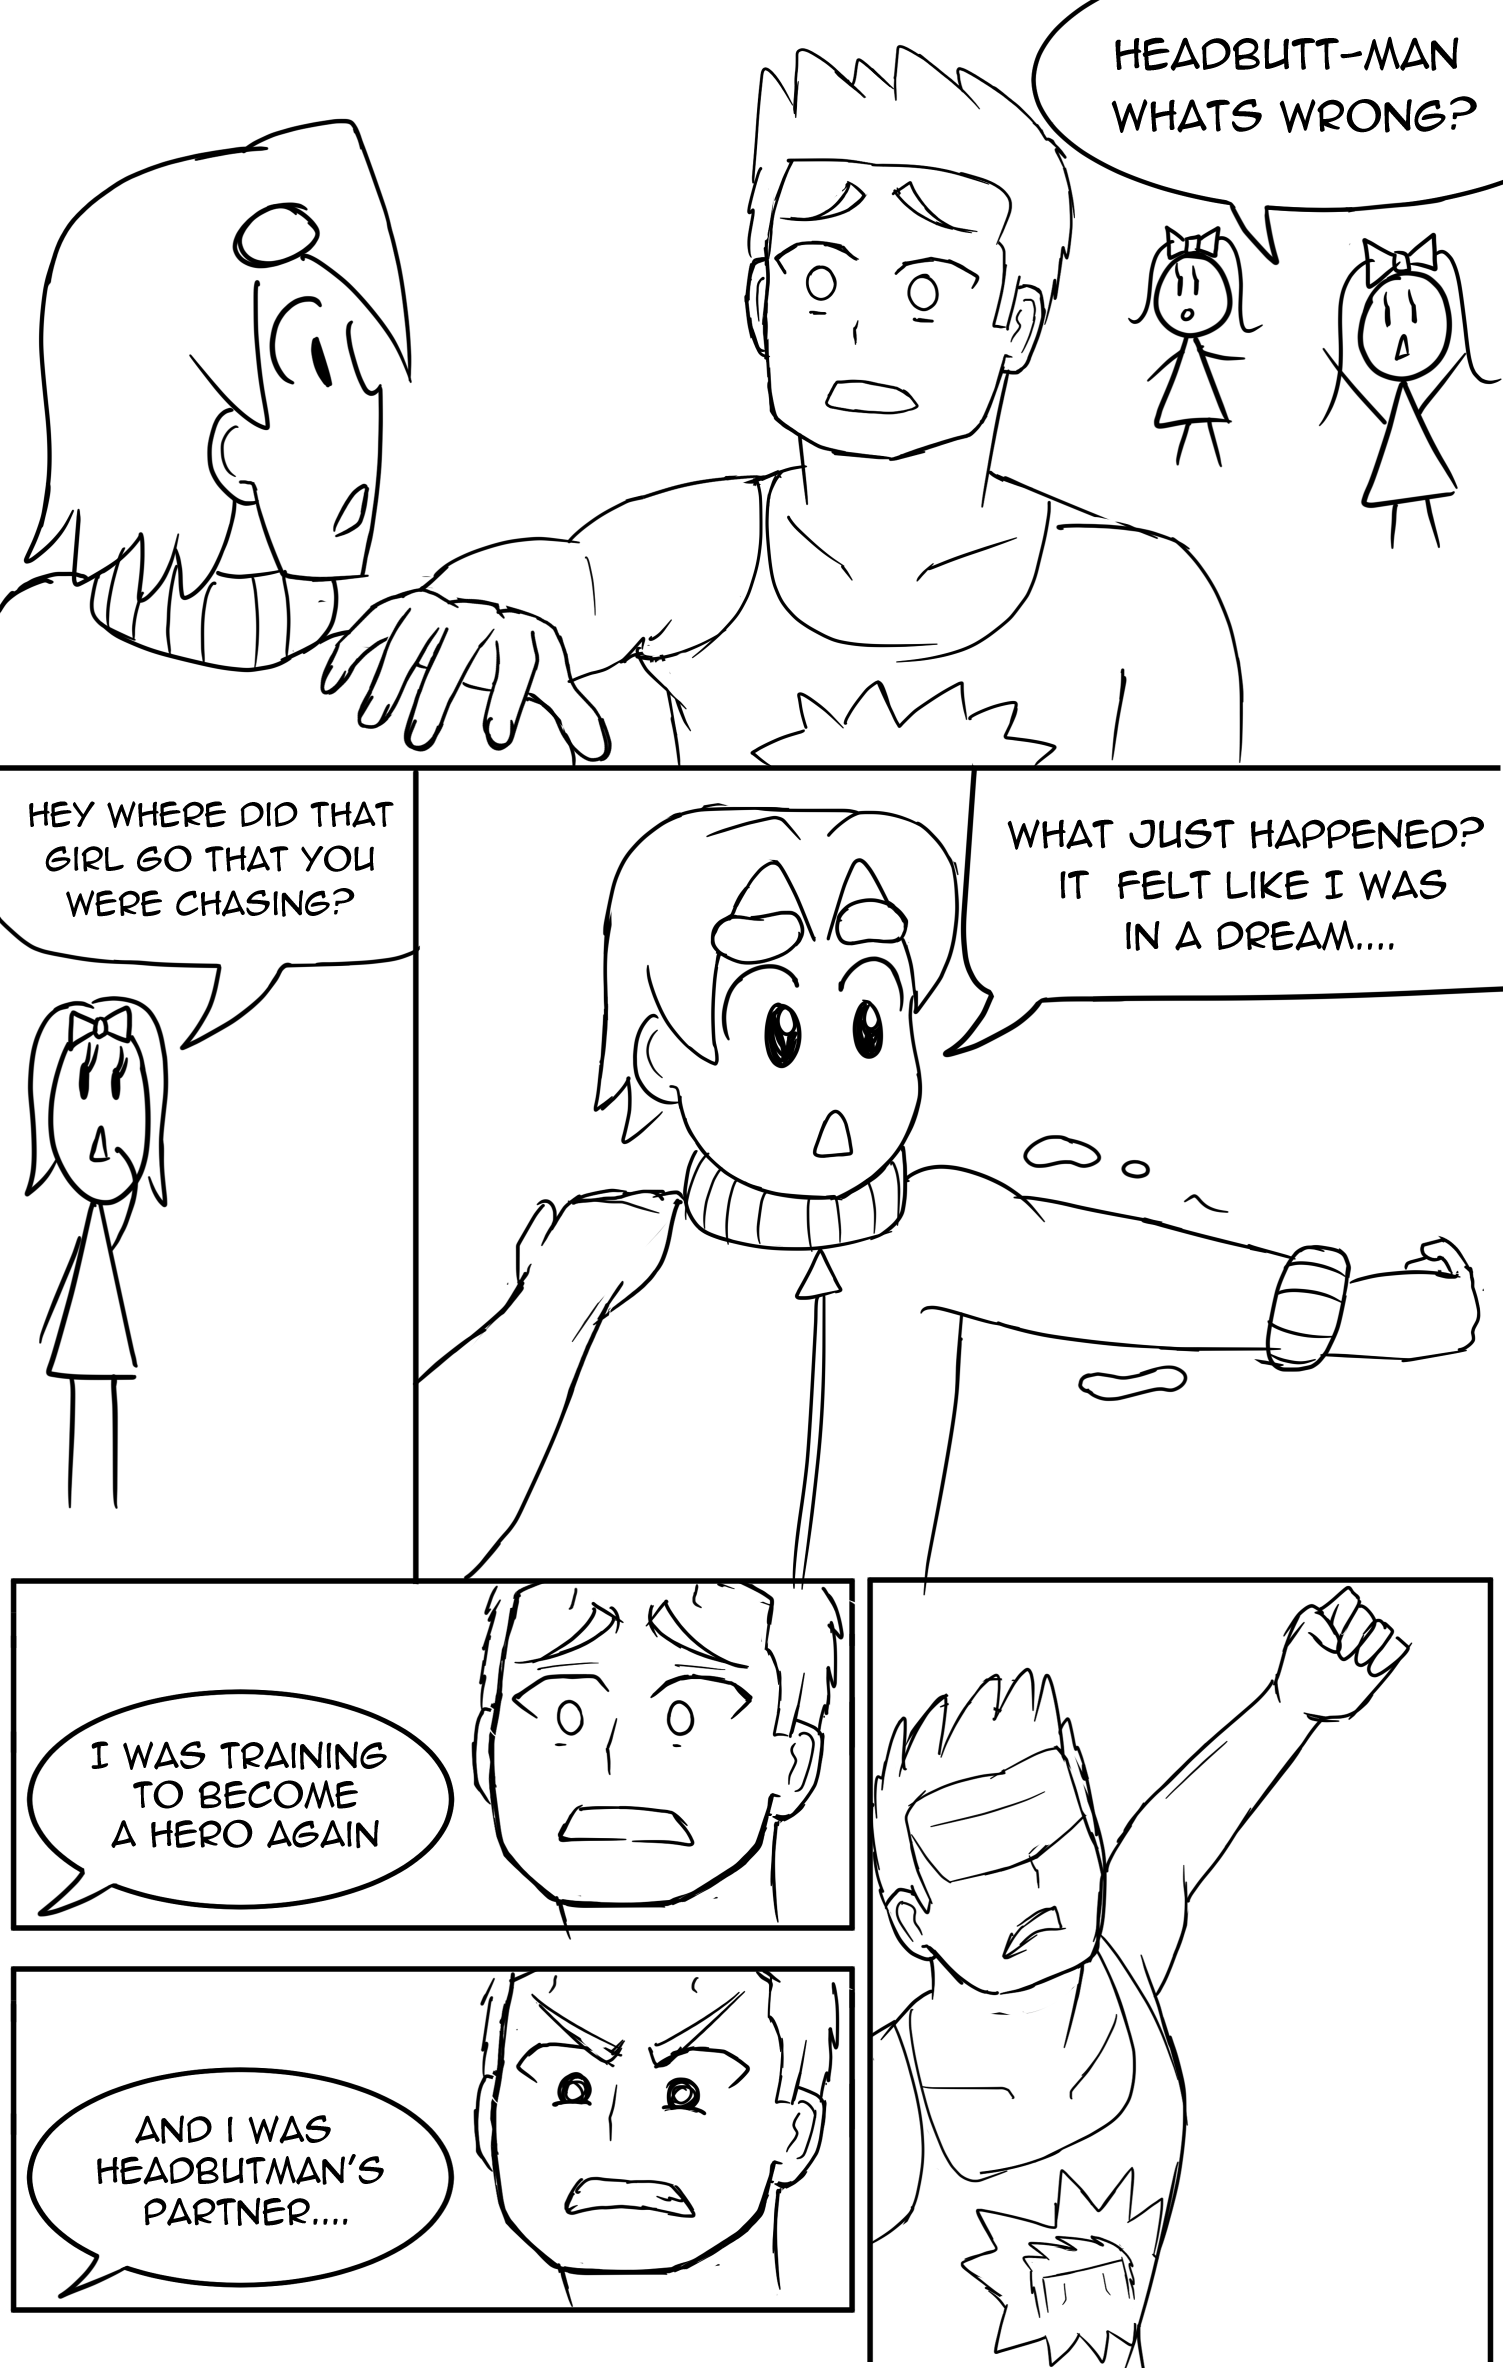 HEADBUTT-MAN
WHATS WRONG?
HEY WHERE DID THAT
GIRL GO THAT YOU
WERE CHASING?
WHAT JUST HAPPENED?
IT FELT LIKE I WAS
IN A DREAM....
I WAS TRAINING
TO BECOME
A HERO AGAIN
AND I WAS
HEADBUTMAN'S
PARTNER....